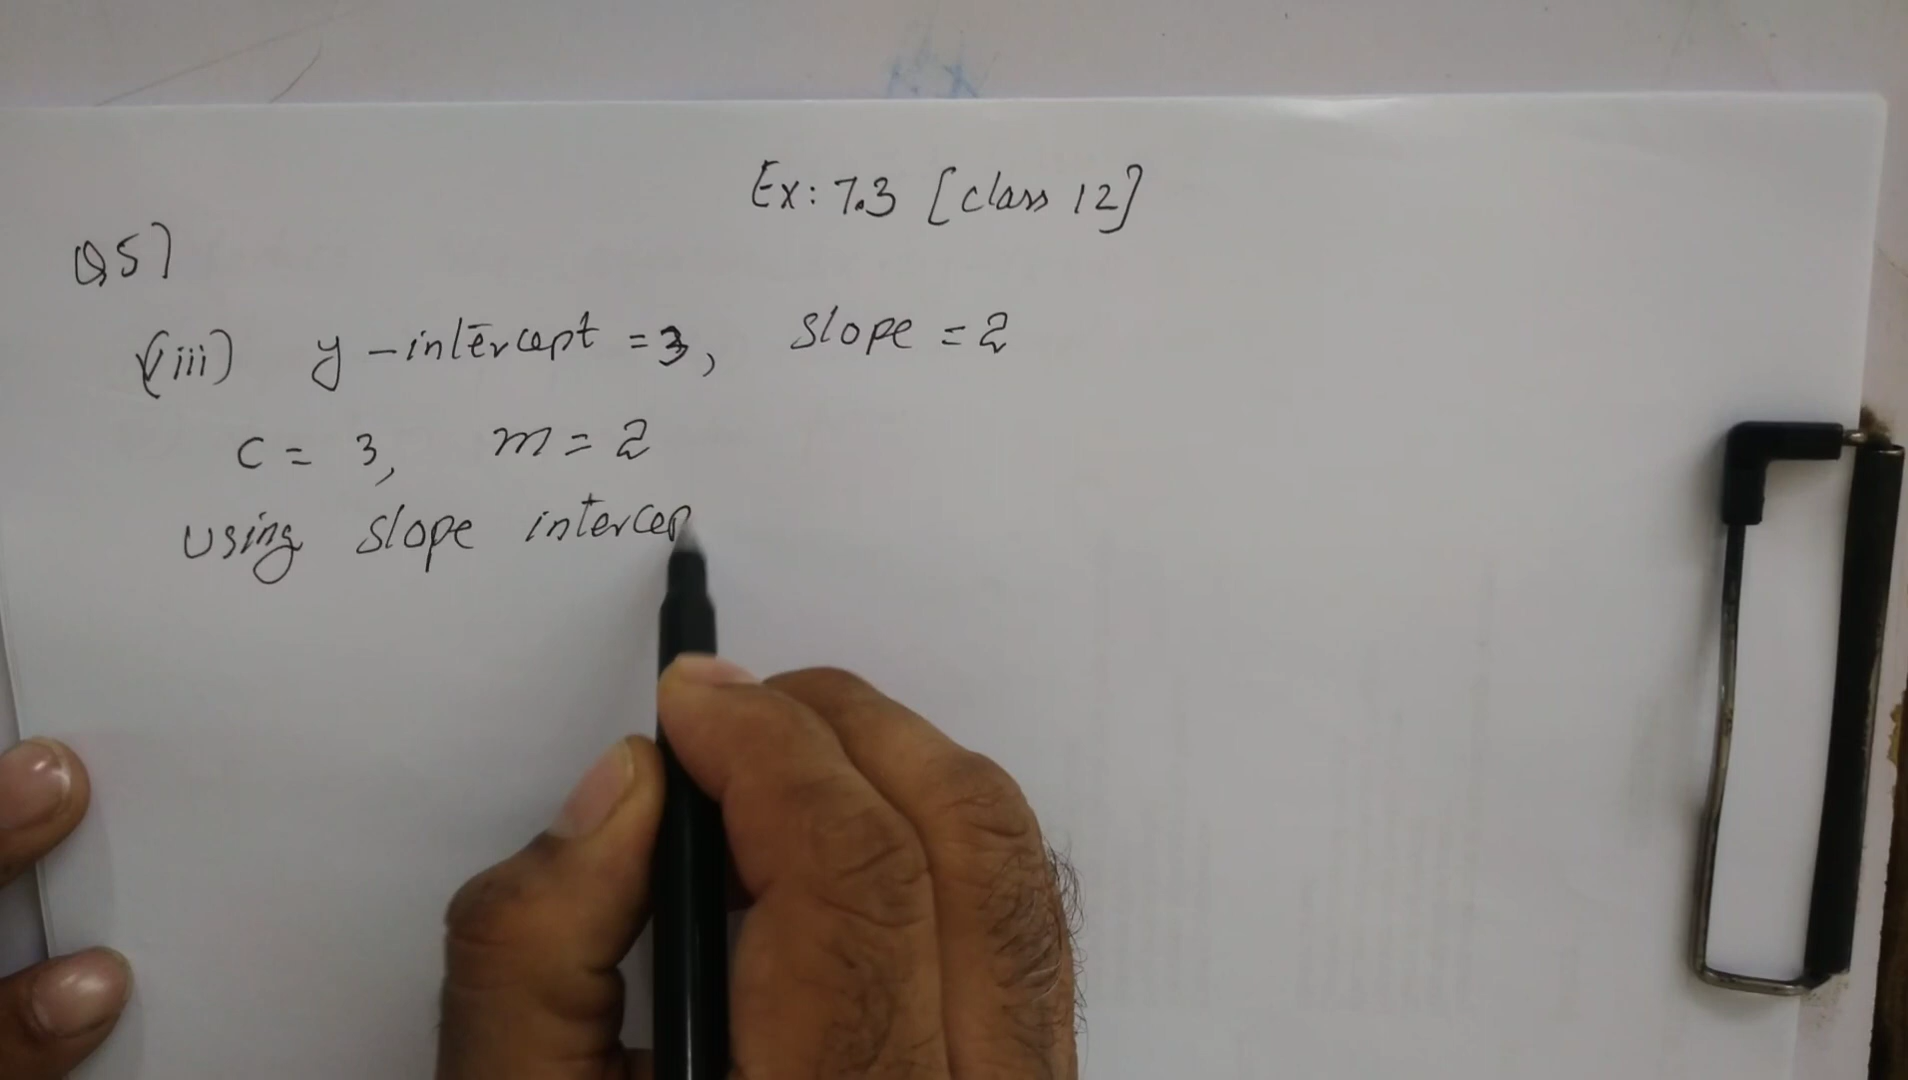 Ex: 7.3 [class 12]
Q5)
(iii) y-intercept = 3, slope = 2
c = 3, m = 2
using slope intercep